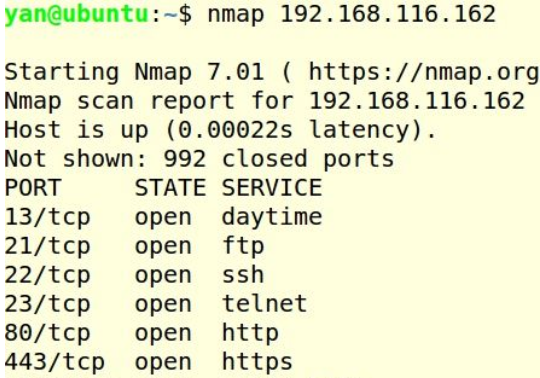 yan@ubuntu:~$ nmap 192.168.116.162

Starting Nmap 7.01 ( https://nmap.org
Nmap scan report for 192.168.116.162
Host is up (0.00022s latency).
Not shown: 992 closed ports
PORT    STATE SERVICE
13/tcp  open  daytime
21/tcp  open  ftp
22/tcp  open  ssh
23/tcp  open  telnet
80/tcp  open  http
443/tcp open  https